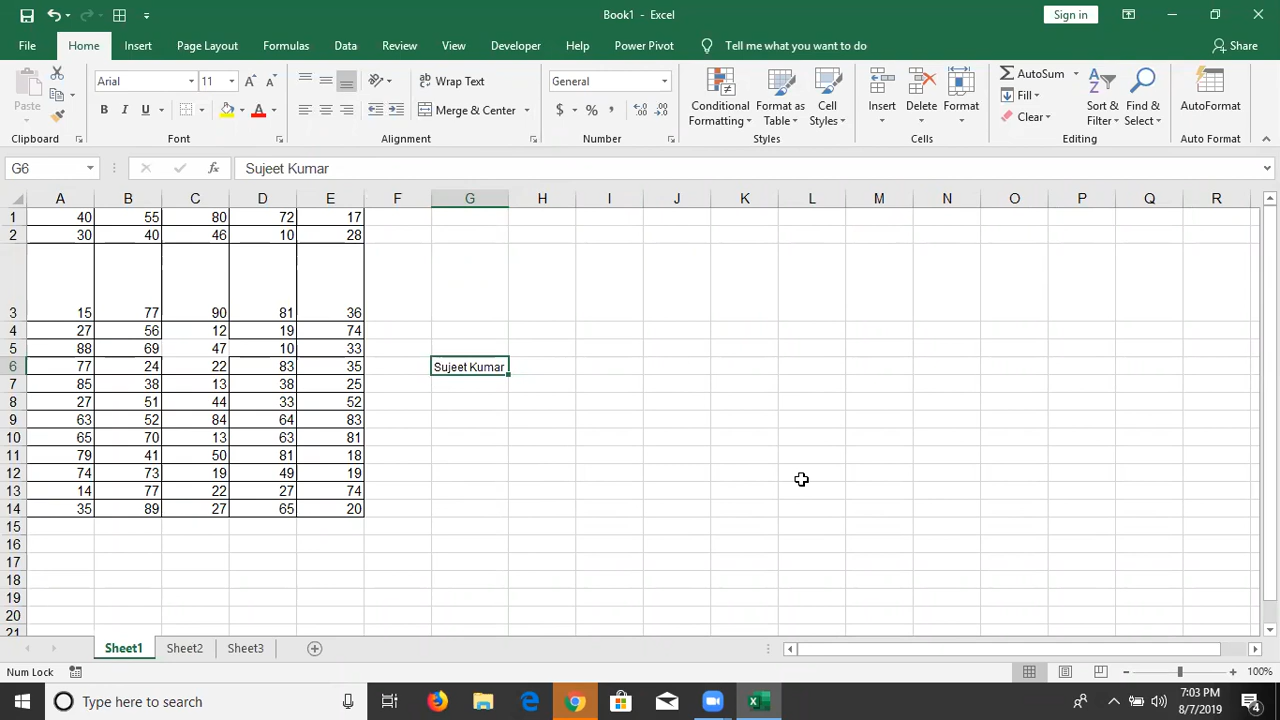 Book1 - Excel
Sign in
File Home Insert Page Layout Formulas Data Review View Developer Help Power Pivot Tell me what you want to do Share
Paste
Arial 11
Wrap Text
Merge & Center
General
$ % ,
Conditional Formatting
Format as Table
Cell Styles
Insert Delete Format
AutoSum
Fill
Clear
Sort & Filter
Find & Select
AutoFormat
Clipboard Font Alignment Number Styles Cells Editing Auto Format
G6 fx Sujeet Kumar
A B C D E F G H I J K L M N O P Q R
1 40 55 80 72 17
2 30 40 46 10 28
3 15 77 90 81 36
4 27 56 12 19 74
5 88 69 47 10 33
6 77 24 22 83 35 Sujeet Kumar
7 85 38 13 38 25
8 27 51 44 33 52
9 63 52 84 64 83
10 65 70 13 63 81
11 79 41 50 81 18
12 74 73 19 49 19
13 14 77 22 27 74
14 35 89 27 65 20
15
16
17
18
19
20
21
Sheet1 Sheet2 Sheet3
Num Lock 100%
Type here to search
7:03 PM
8/7/2019
4